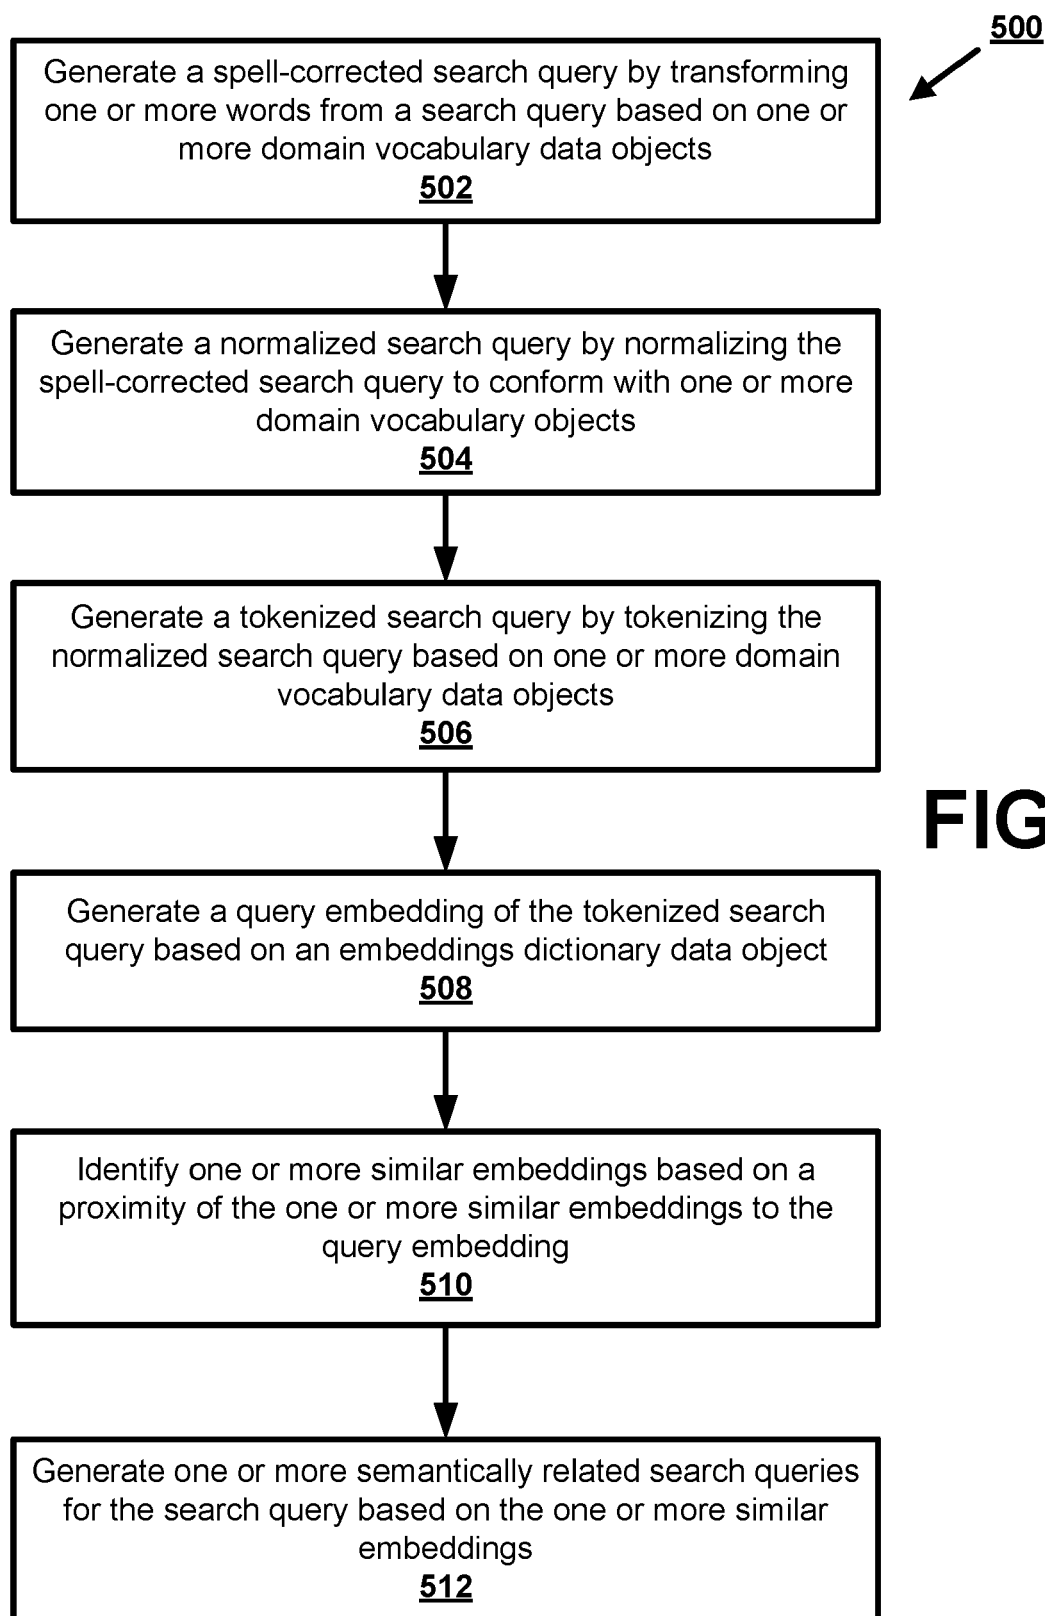 500
Generate a spell-corrected search query by transforming
one or more words from a search query based on one or
more domain vocabulary data objects
502
Generate a normalized search query by normalizing the
spell-corrected search query to conform with one or more
domain vocabulary objects
504
Generate a tokenized search query by tokenizing the
normalized search query based on one or more domain
vocabulary data objects
506
FIG
Generate a query embedding of the tokenized search
query based on an embeddings dictionary data object
508
Identify one or more similar embeddings based on a
proximity of the one or more similar embeddings to the
query embedding
510
Generate one or more semantically related search queries
for the search query based on the one or more similar
embeddings
512